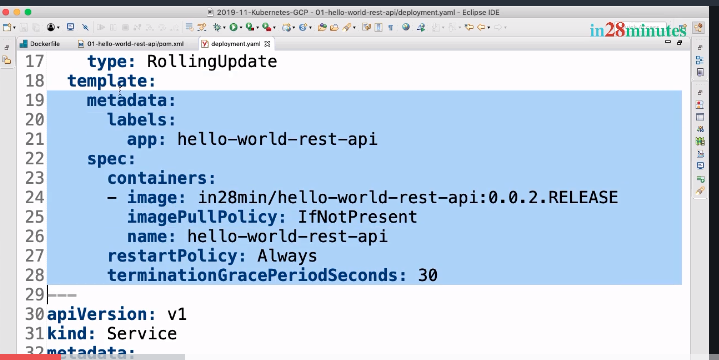 2019-11-Kubernetes-GCP - 01-hello-world-rest-api/deployment.yaml - Eclipse IDE
in28minutes
Dockerfile
01-hello-world-rest-api/pom.xml
deployment.yaml
17 type: RollingUpdate
18 template:
19 metadata:
20 labels:
21 app: hello-world-rest-api
22 spec:
23 containers:
24 - image: in28min/hello-world-rest-api:0.0.2.RELEASE
25 imagePullPolicy: IfNotPresent
26 name: hello-world-rest-api
27 restartPolicy: Always
28 terminationGracePeriodSeconds: 30
29 ---
30 apiVersion: v1
31 kind: Service
32 metadata: